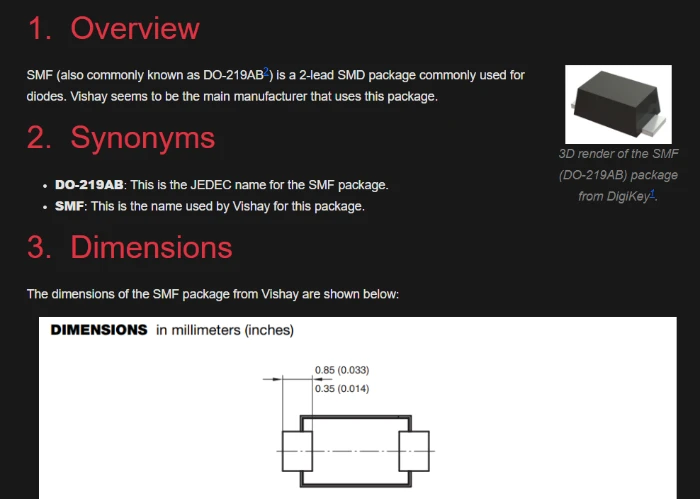 1. Overview
SMF (also commonly known as DO-219AB2) is a 2-lead SMD package commonly used for
diodes. Vishay seems to be the main manufacturer that uses this package.
3D render of the SMF
(DO-219AB) package
from DigiKey1.
2. Synonyms
• DO-219AB: This is the JEDEC name for the SMF package.
• SMF: This is the name used by Vishay for this package.
3. Dimensions
The dimensions of the SMF package from Vishay are shown below:
DIMENSIONS in millimeters (inches)
0.85 (0.033)
0.35 (0.014)